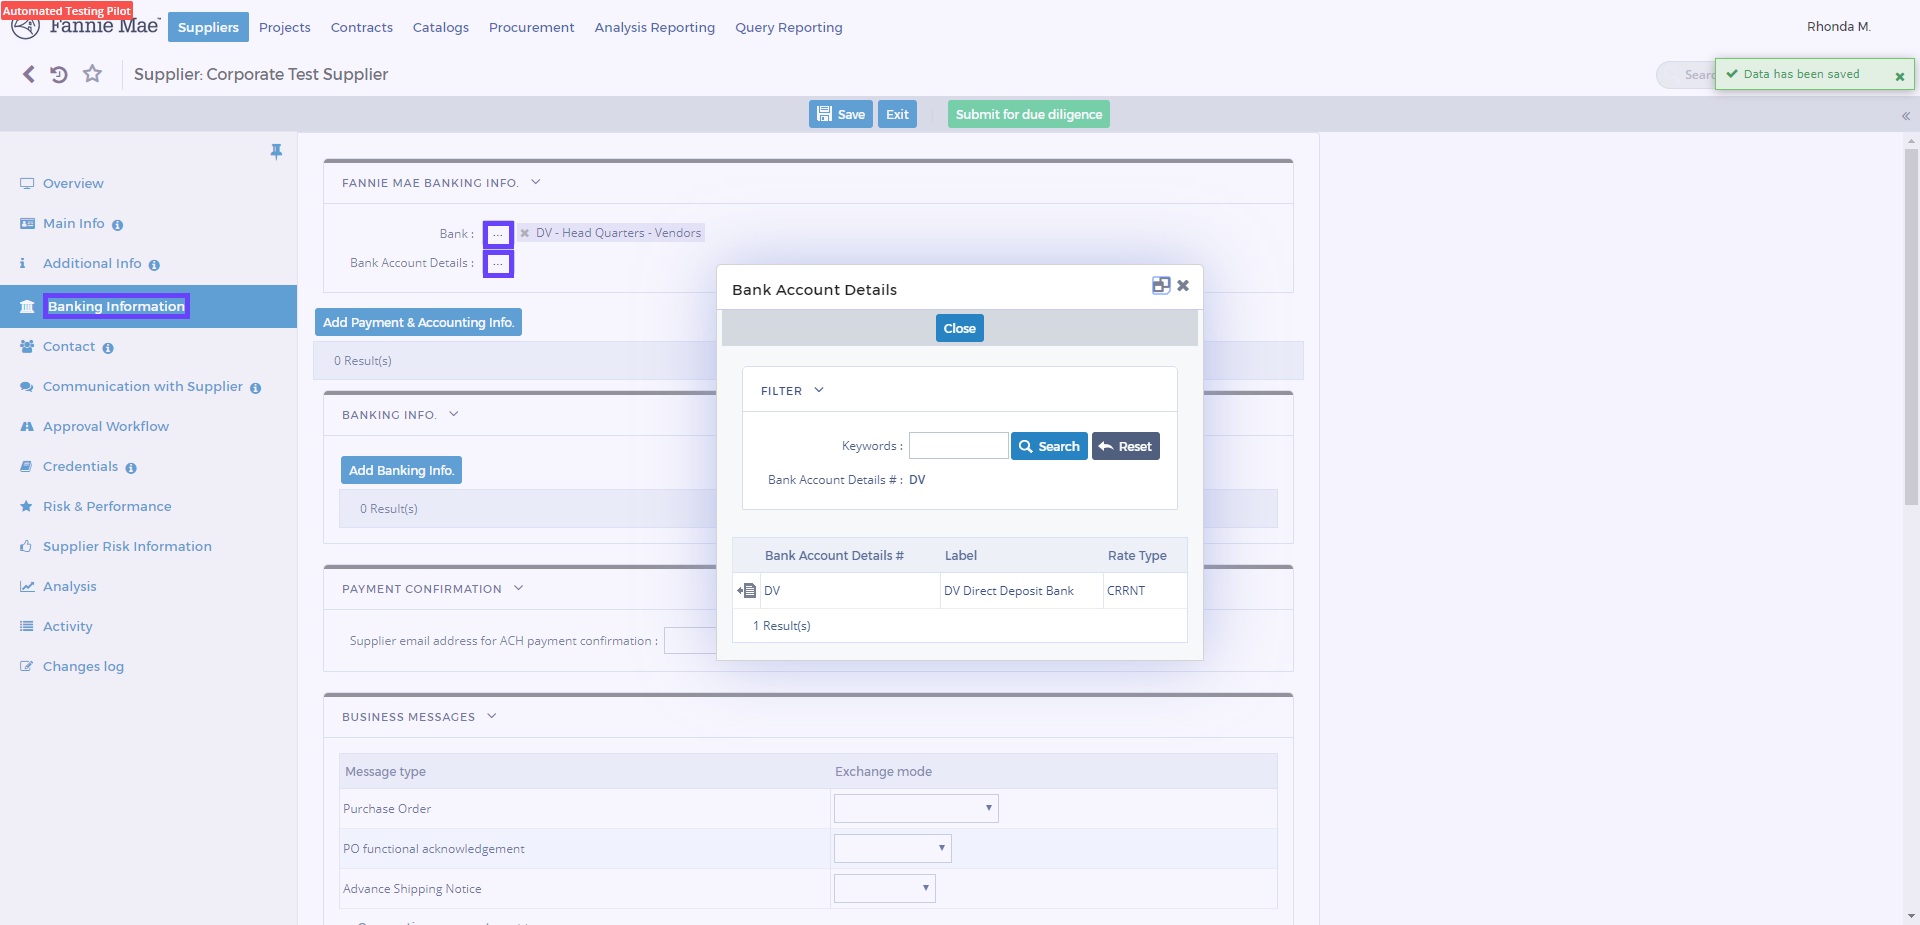 Automated Testing Pilot
Fannie Mae
Suppliers Projects Contracts Catalogs Procurement Analysis Reporting Query Reporting
Rhonda M.
Supplier: Corporate Test Supplier
Data has been saved
Save Exit Submit for due diligence
Overview
Main Info
Additional Info
Banking Information
Contact
Communication with Supplier
Approval Workflow
Credentials
Risk & Performance
Supplier Risk Information
Analysis
Activity
Changes log
FANNIE MAE BANKING INFO.
Bank : ... DV - Head Quarters - Vendors
Bank Account Details : ...
Add Payment & Accounting Info.
0 Result(s)
BANKING INFO.
Add Banking Info.
0 Result(s)
PAYMENT CONFIRMATION
Supplier email address for ACH payment confirmation :
BUSINESS MESSAGES
Message type Exchange mode
Purchase Order
PO functional acknowledgement
Advance Shipping Notice
Bank Account Details
Close
FILTER
Keywords : Search Reset
Bank Account Details # : DV
Bank Account Details # Label Rate Type
DV DV Direct Deposit Bank CRRNT
1 Result(s)